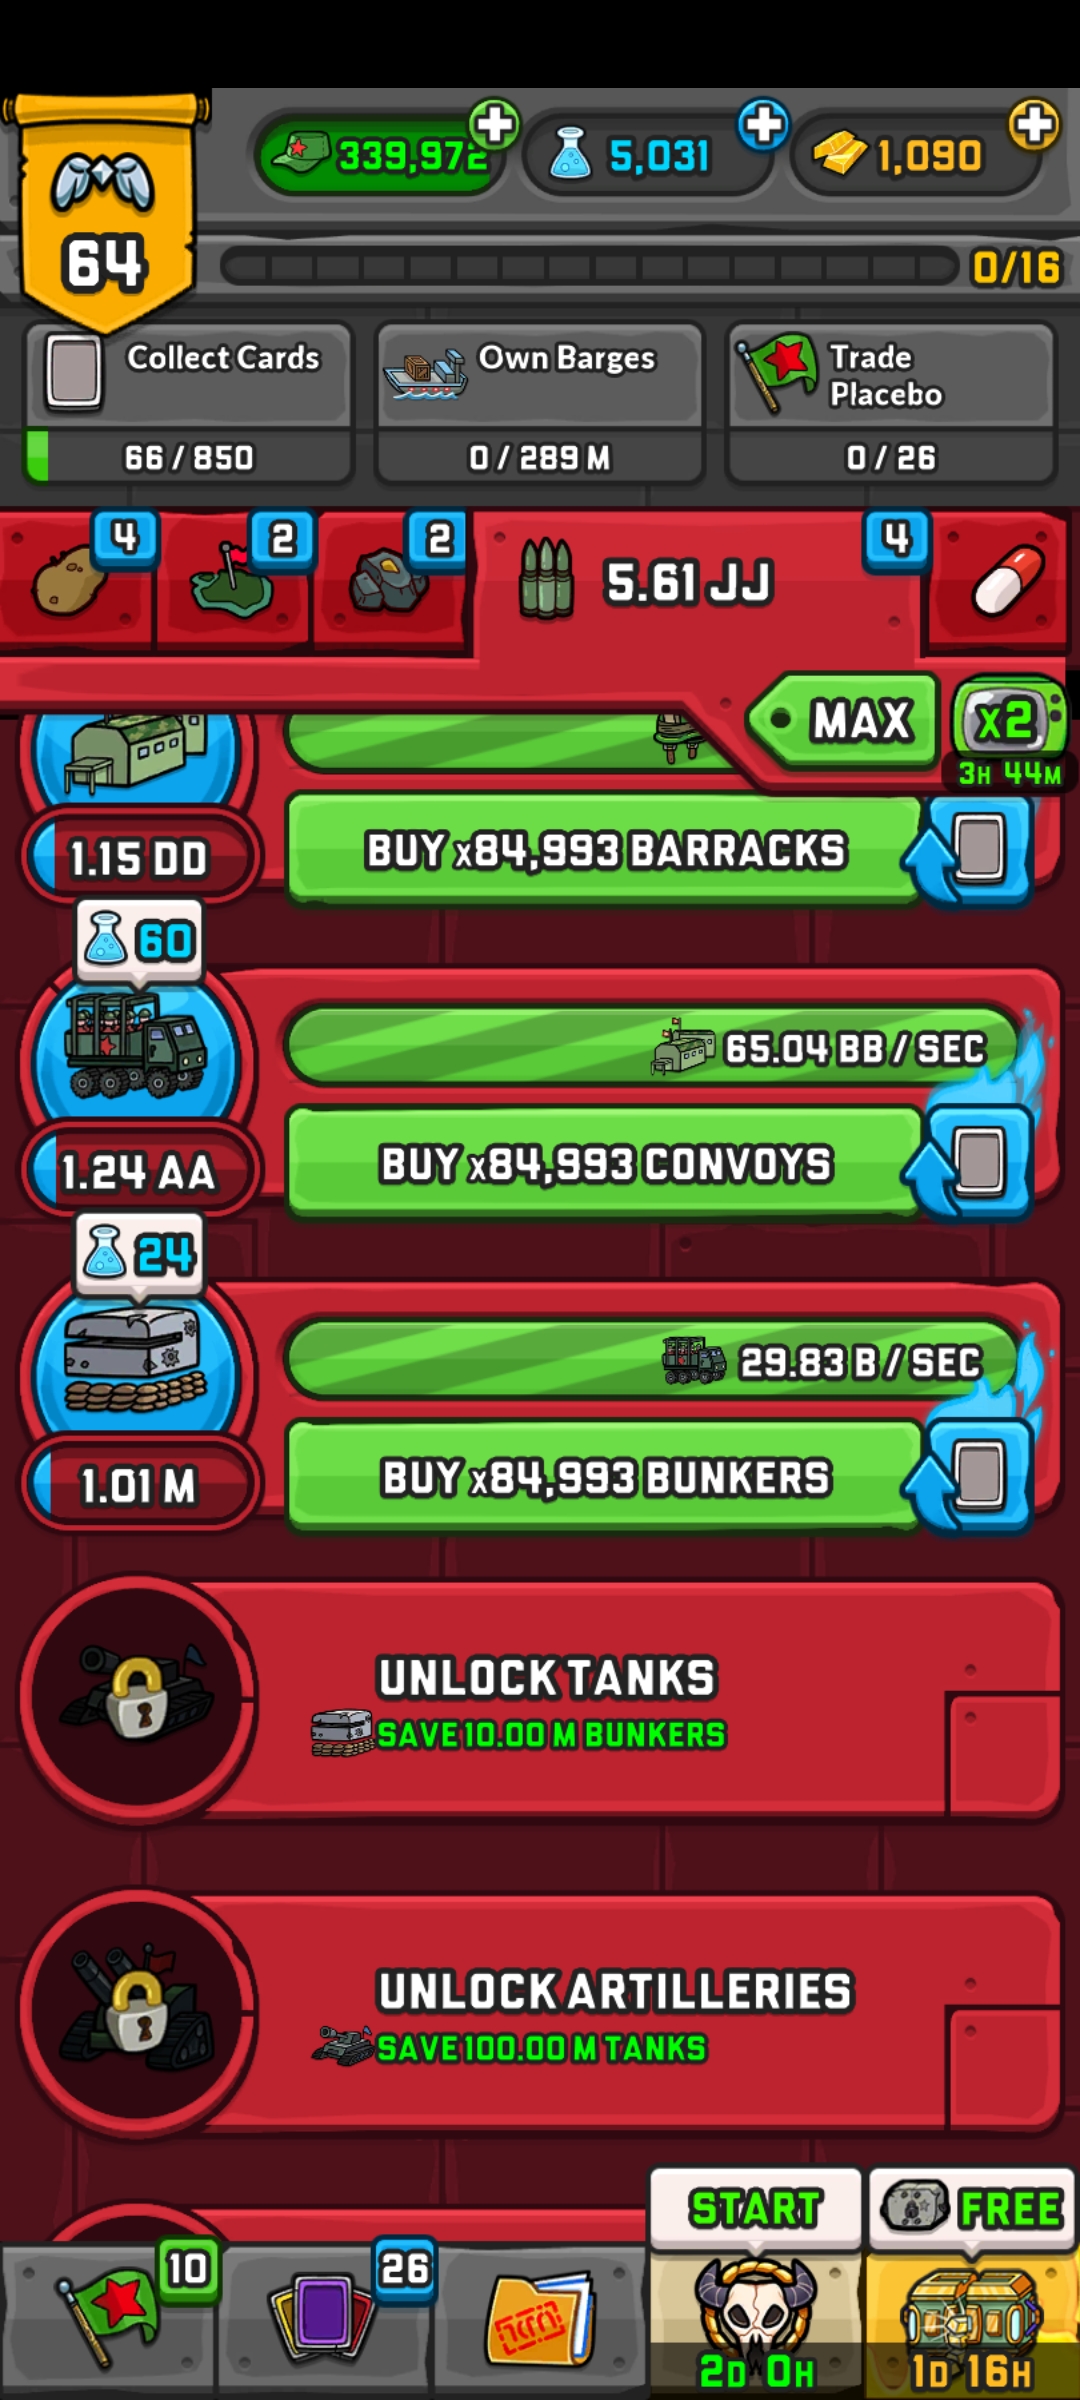 339,972
5,031
1,090
64
0/16
Collect Cards
66 / 850
Own Barges
0 / 289 M
Trade
Placebo
0 / 26
4
2
2
5.61 JJ
4
MAX
X2
3H 44M
1.15 DD
BUY x84,993 BARRACKS
60
65.04 BB / SEC
1.24 AA
BUY x84,993 CONVOYS
24
29.83 B / SEC
1.01 M
BUY x84,993 BUNKERS
UNLOCK TANKS
SAVE 10.00 M BUNKERS
UNLOCK ARTILLERIES
SAVE 100.00 M TANKS
START
FREE
10
26
2D 0H
1D 16H